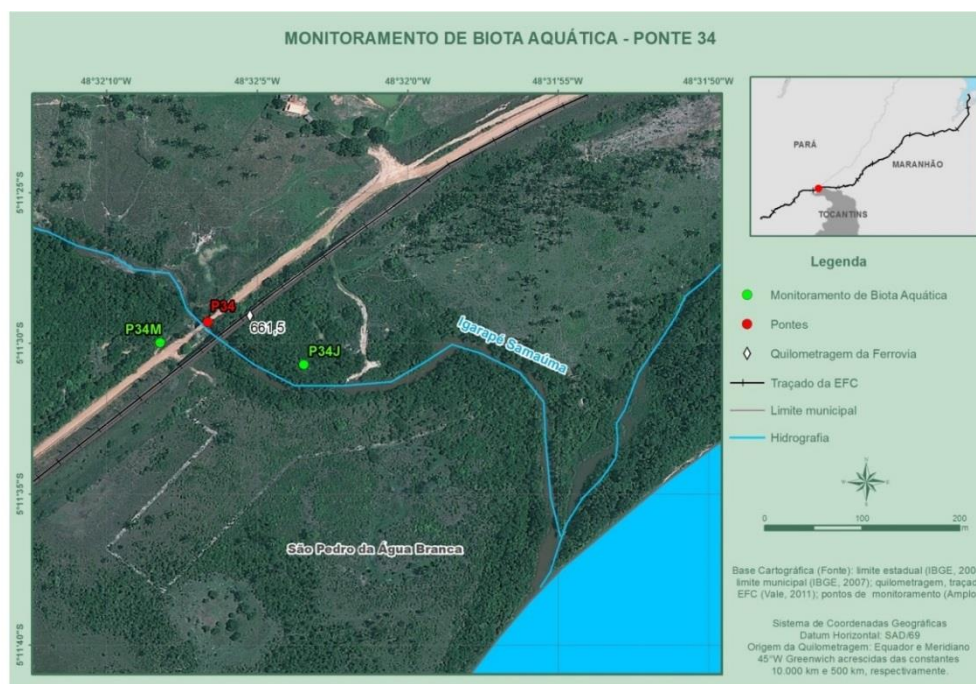 MONITORAMENTO DE BIOTA AQUÁTICA - PONTE 34
48°32'10"W 48°32'5"W 48°32'0"W 48°31'55"W 48°31'50"W
5°11'25"S
5°11'30"S
5°11'35"S
5°11'40"S
P34
661,5
P34M
P34J
Igarapé Samaúma
São Pedro da Água Branca
PARÁ
MARANHÃO
TOCANTINS
Legenda
Monitoramento de Biota Aquática
Pontes
Quilometragem da Ferrovia
Traçado da EFC
Limite municipal
Hidrografia
N
0 100 200
m
Base Cartográfica (Fonte): limite estadual (IBGE, 200
limite municipal (IBGE, 2007); quilometragem, traçad
EFC (Vale, 2011); pontos de monitoramento (Amplo
Sistema de Coordenadas Geográficas
Datum Horizontal: SAD/69
Origem da Quilometragem: Equador e Meridiano
45°W Greenwich acrescidas das constantes
10.000 km e 500 km, respectivamente.